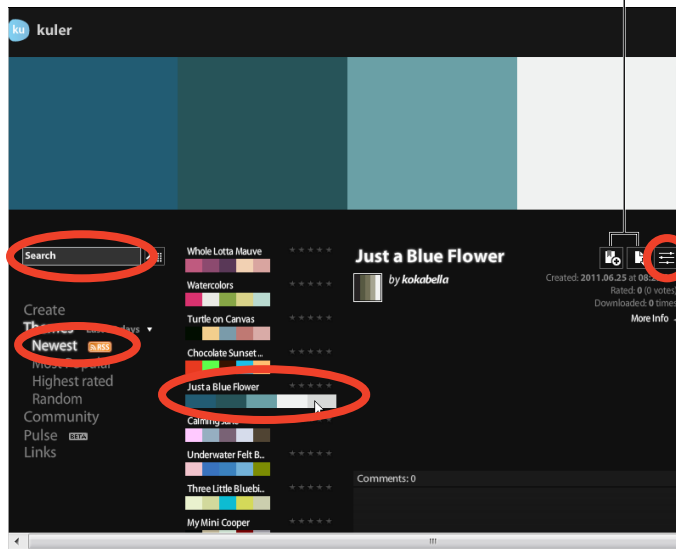 ku kuler
Search
Create
Themes
Newest RSS
Most Popular
Highest rated
Random
Community
Pulse BETA
Links
Whole Lotta Mauve
Watercolors
Turtle on Canvas
Chocolate Sunset...
Just a Blue Flower
Calming
Underwater Felt B...
Three Little Bluebi...
My Mini Cooper
Just a Blue Flower
by kokabella
Created: 2011.06.25 at 08:
Rated: 0 (0 votes)
Downloaded: 0 times
More Info
Comments: 0